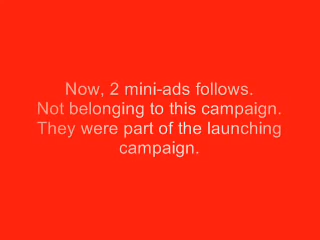 Now, 2 mini-ads follows.
Not belonging to this campaign.
They were part of the launching
campaign.